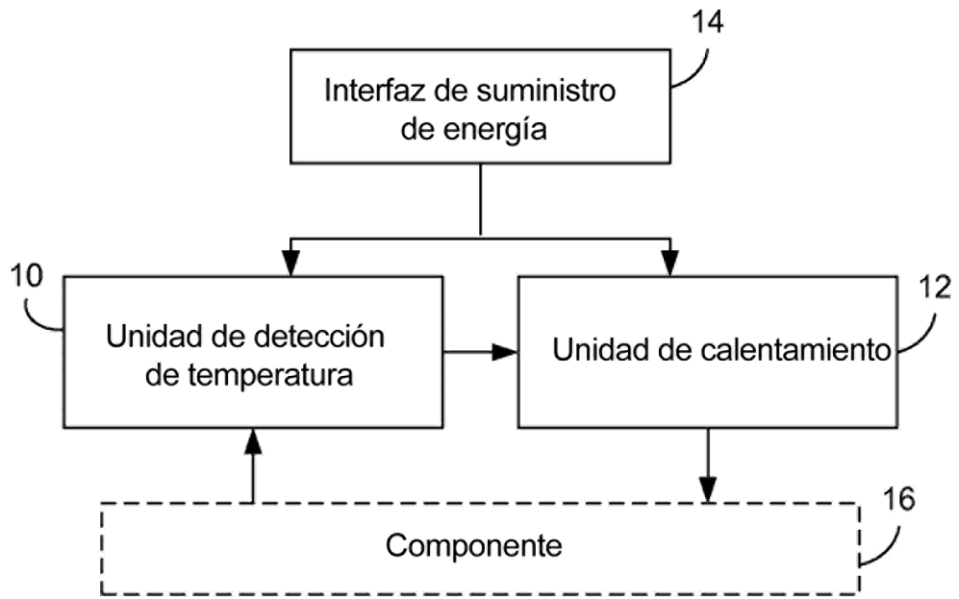 14
Interfaz de suministro
de energía
10
Unidad de detección
de temperatura
12
Unidad de calentamiento
16
Componente